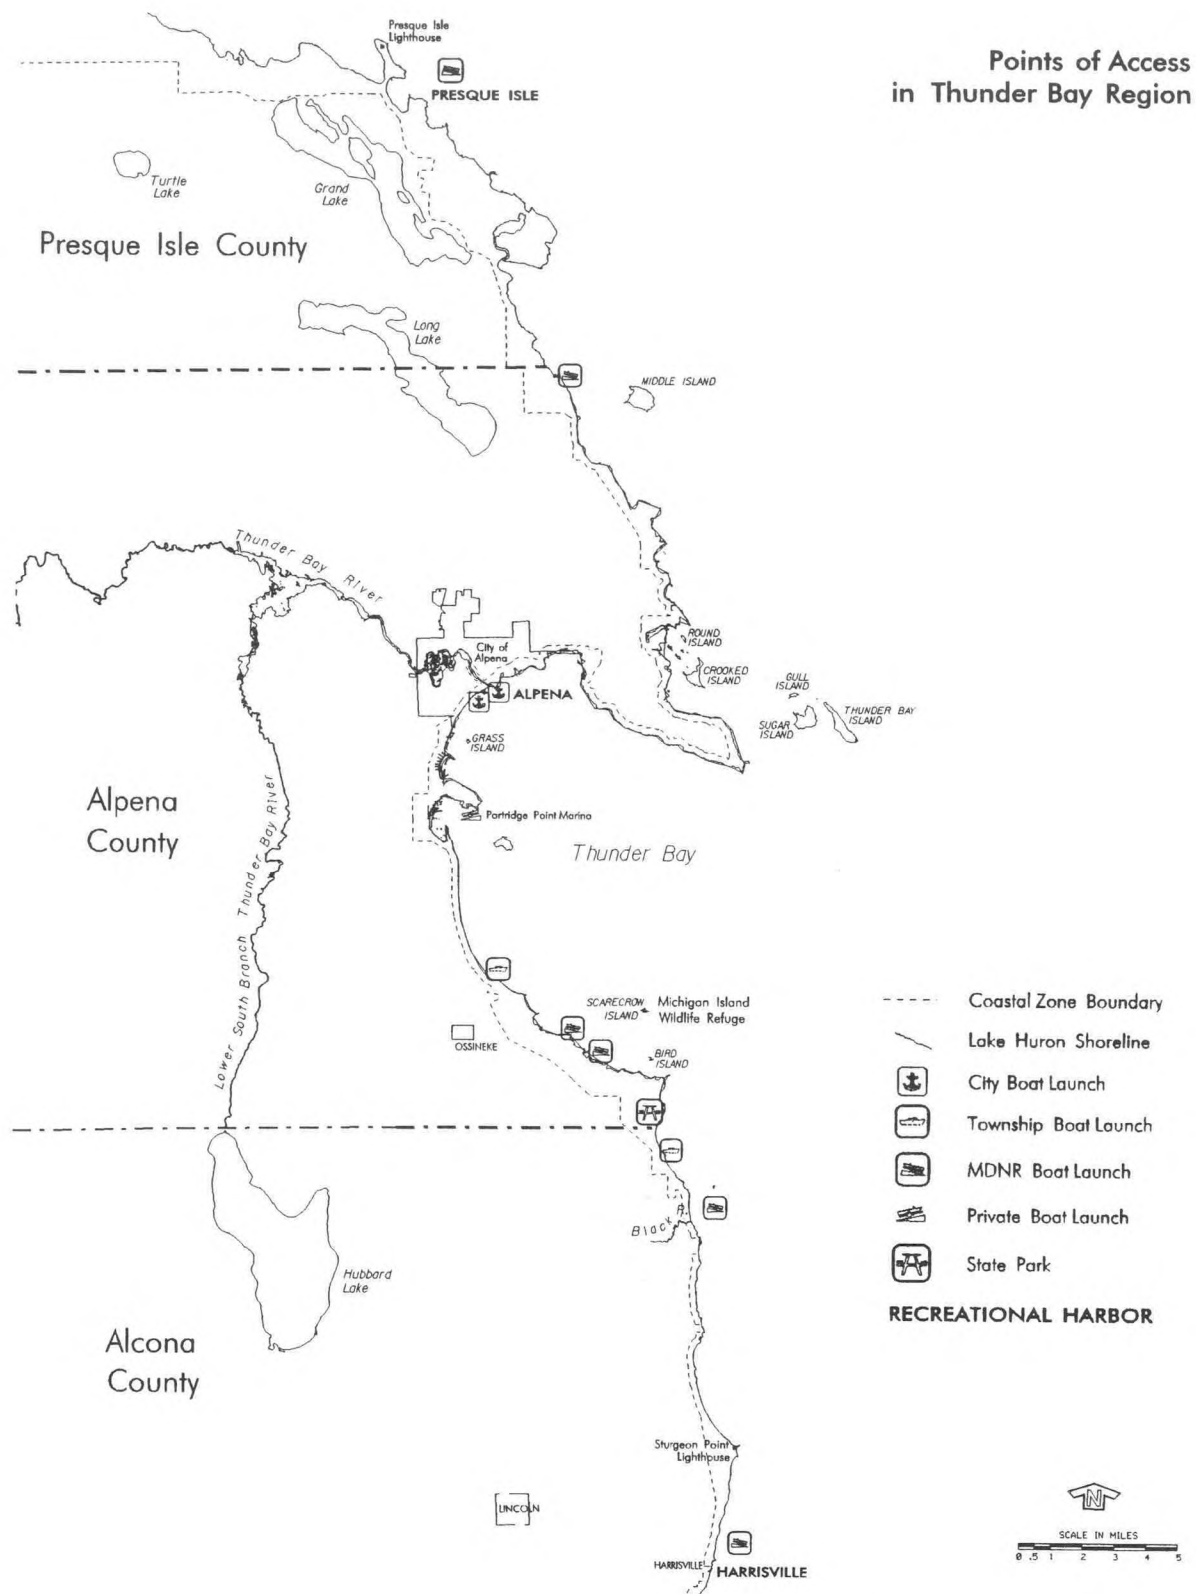 Points of Access
in Thunder Bay Region
Presque Isle
Lighthouse
PRESQUE ISLE
Turtle
Lake
Grand
Lake
Presque Isle County
Long
Lake
MIDDLE ISLAND
Thunder Bay River
City of
Alpena
ALPENA
ROUND
ISLAND
CROOKED
ISLAND
GULL
ISLAND
SUGAR
ISLAND
THUNDER BAY
ISLAND
GRASS
ISLAND
Alpena
County
Lower South Branch Thunder Bay River
Partridge Point Marina
Thunder Bay
SCARECROW
ISLAND
Michigan Island
Wildlife Refuge
OSSINEKE
BIRD
ISLAND
Black R.
Hubbard
Lake
Alcona
County
Sturgeon Point
Lighthouse
LINCOLN
HARRISVILLE
HARRISVILLE
Coastal Zone Boundary
Lake Huron Shoreline
City Boat Launch
Township Boat Launch
MDNR Boat Launch
Private Boat Launch
State Park
RECREATIONAL HARBOR
N
SCALE IN MILES
0 .5 1 2 3 4 5